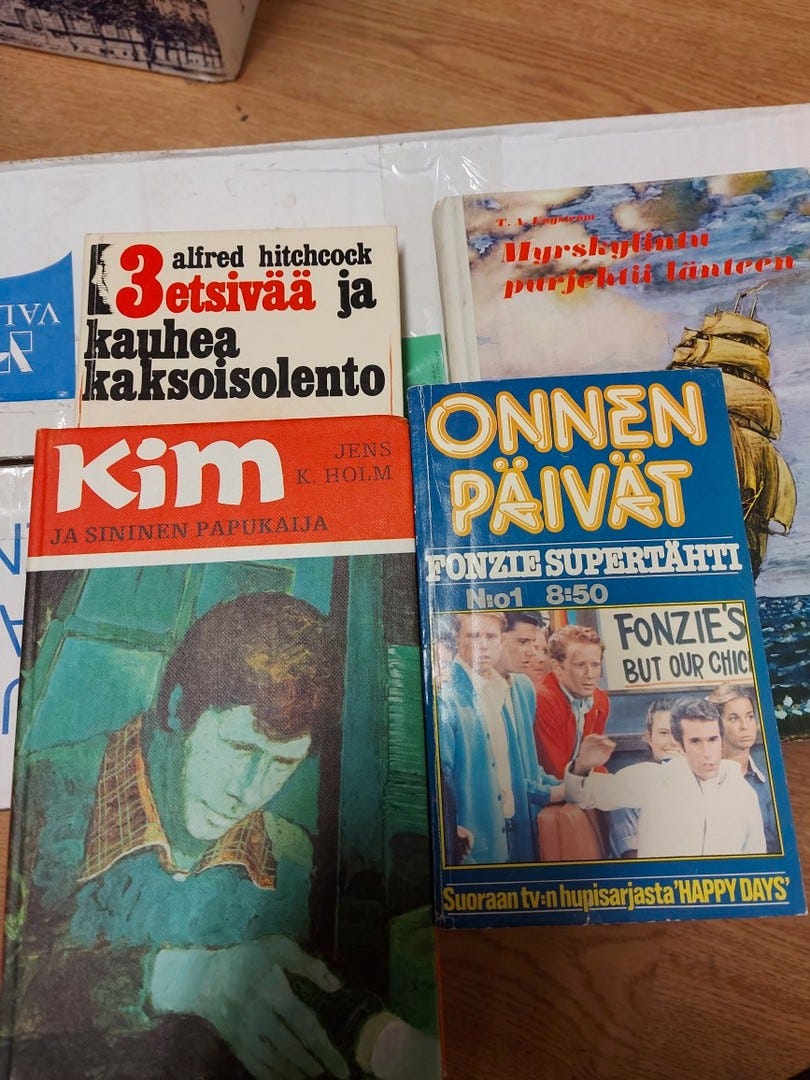 alfred hitchcock
3 etsivää ja
kauhea
kaksoisolento
T. A.
Myrskylintu
purjehtii länteen
Kim
JENS
K. HOLM
JA SININEN PAPUKAIJA
ONNEN
PÄIVÄT
FONZIE SUPERTÄHTI
N:o1 8:50
FONZIE'S
BUT OUR CHIC
Suoraan tv:n hupisarjasta 'HAPPY DAYS'
VAL